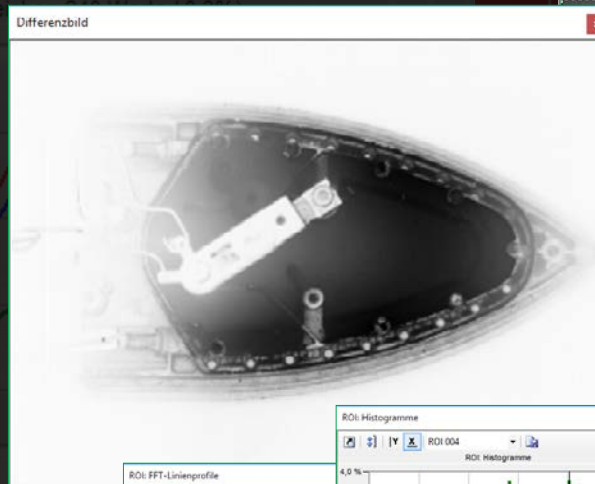 Differenzbild
ROI: Histogramme
Y X ROI 004
ROI: Histogramme
4,0 %
ROI: FFT-Linienprofile